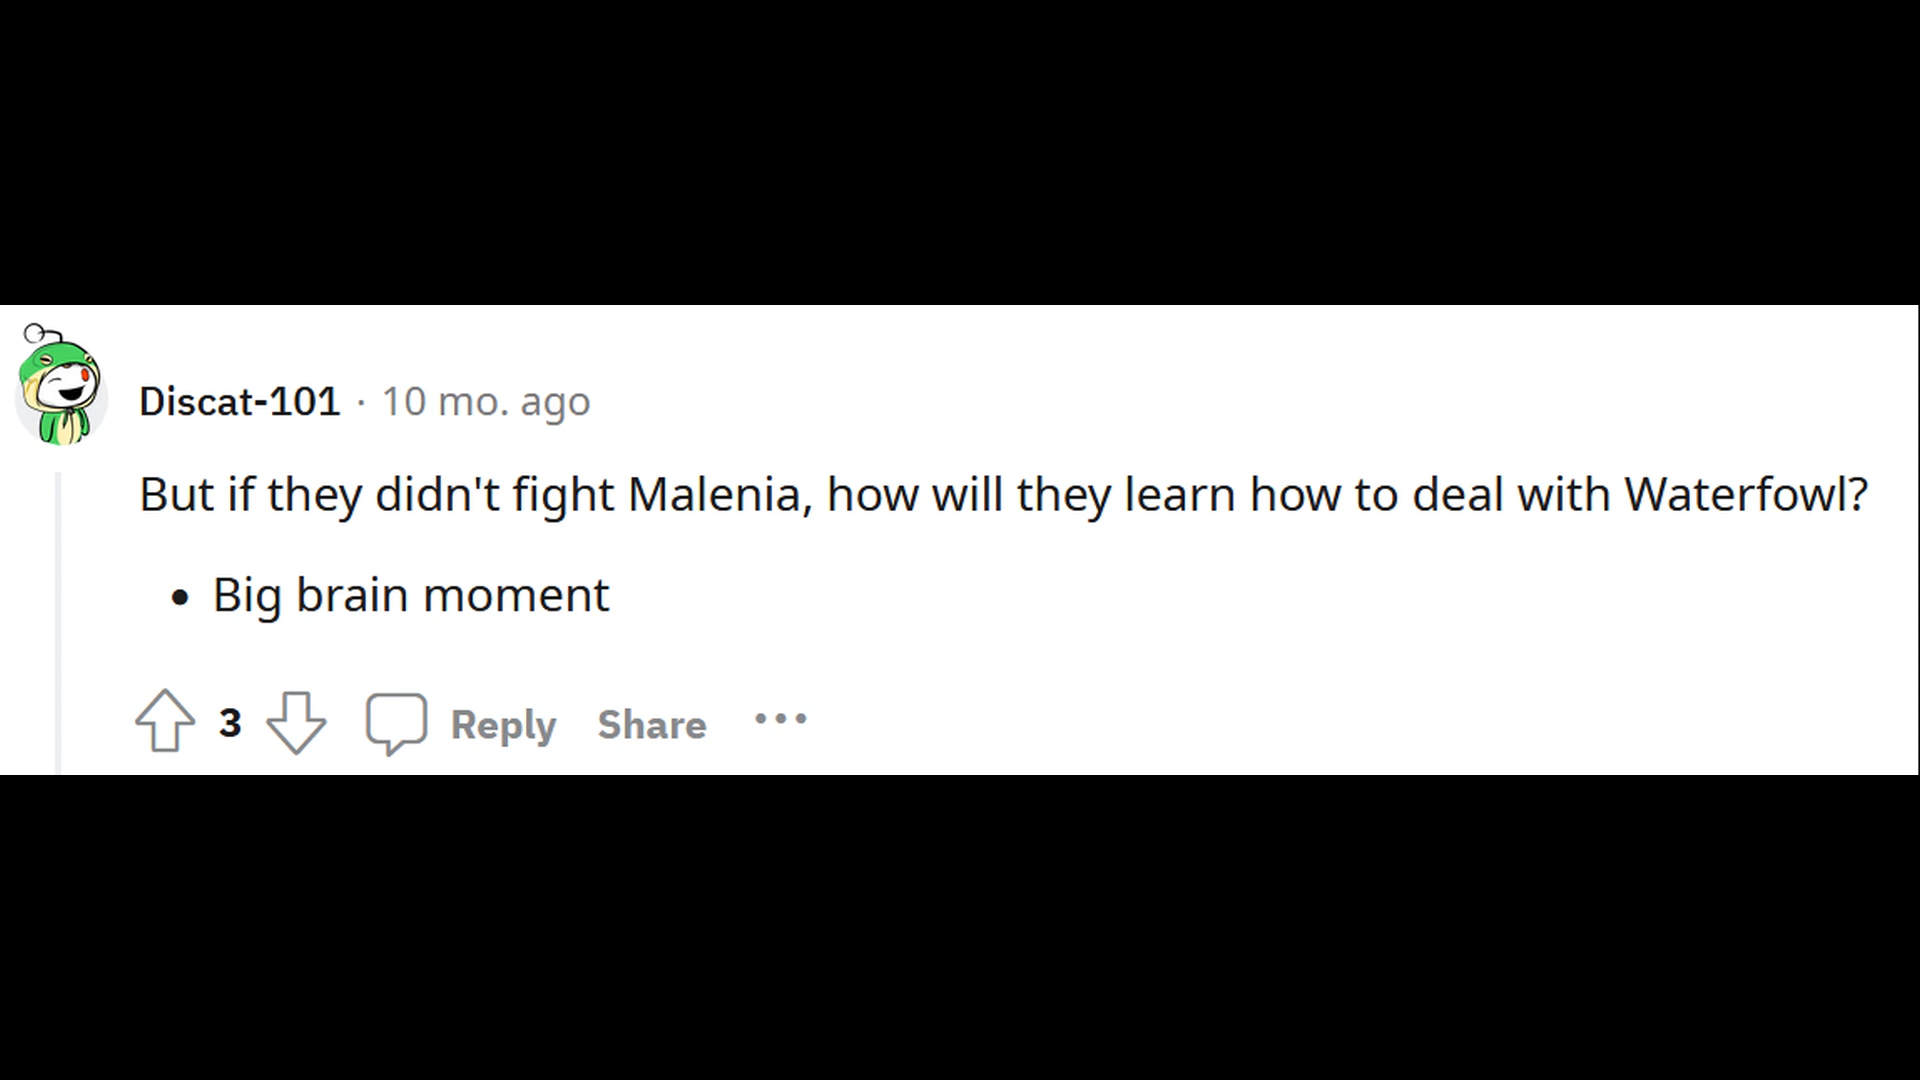 Discat-101 · 10 mo. ago
But if they didn't fight Malenia, how will they learn how to deal with Waterfowl?
• Big brain moment
3 Reply Share •••